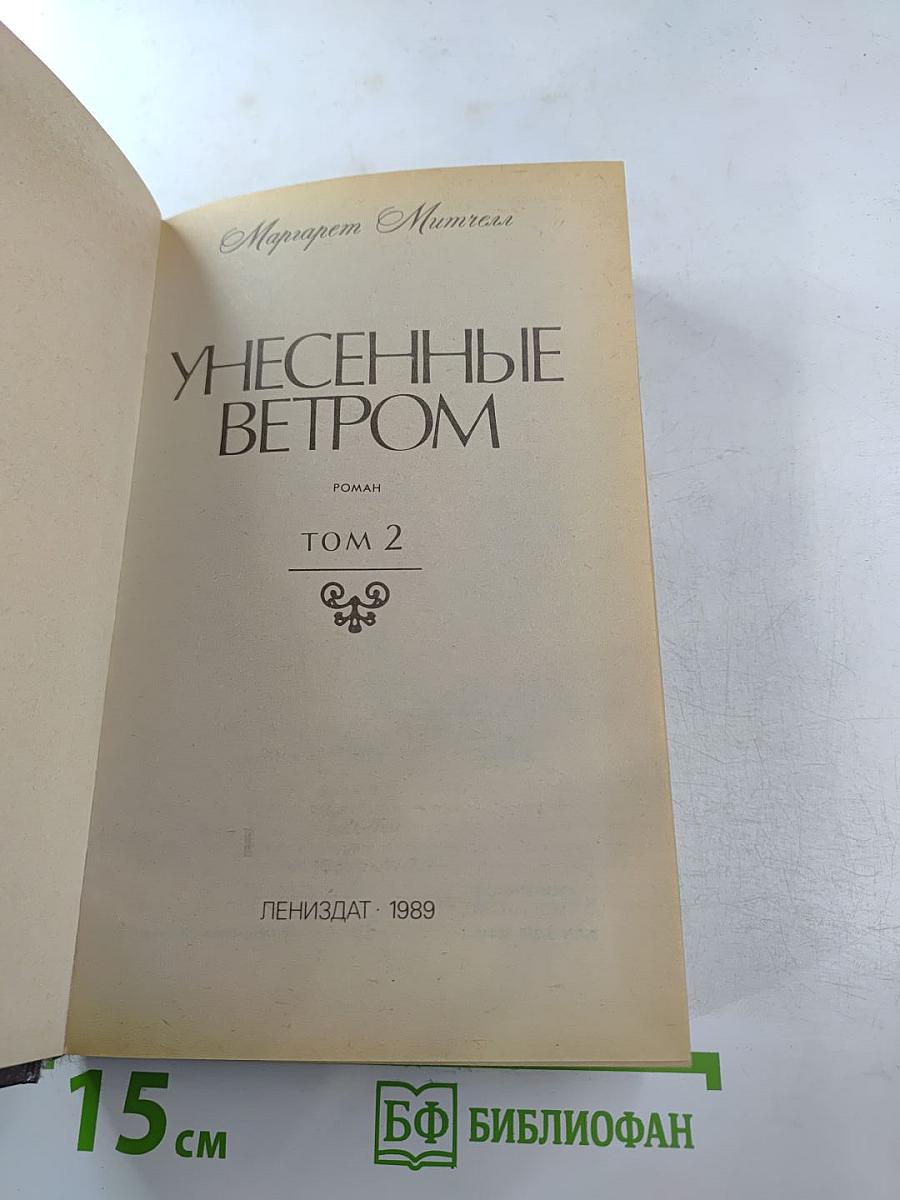 Маргарет Митчелл
УНЕСЕННЫЕ
ВЕТРОМ
РОМАН
ТОМ 2
ЛЕНИЗДАТ · 1989
15 см
БФ БИБЛИОФАН